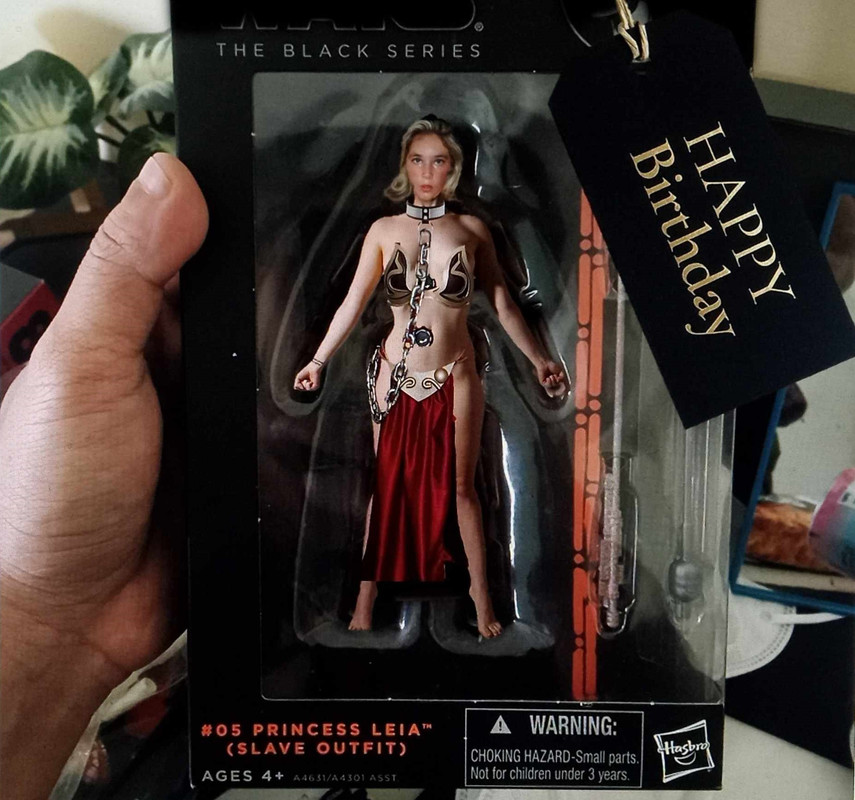 WARS®
THE BLACK SERIES
HAPPY
Birthday
#05 PRINCESS LEIA™
(SLAVE OUTFIT)
AGES 4+ A4631/A4301 ASST.
WARNING:
CHOKING HAZARD-Small parts.
Not for children under 3 years.
Hasbro